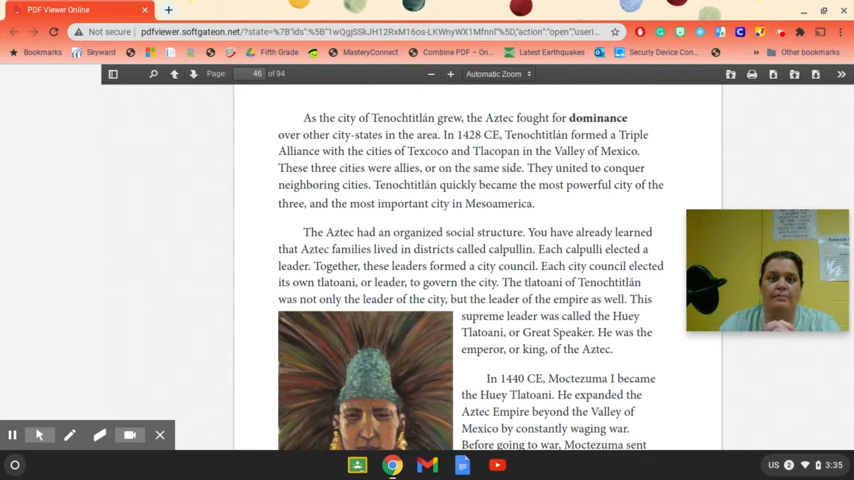 PDF Viewer Online
Not secure
pdfviewer.softgateon.net/?state=%7B"ids"%5B"1wQgjSSkJH12RxM16os-LKWnyWX1Mfnnl"%5D,"action":"open","userI...
Bookmarks
Skyward
Fifth Grade
MasteryConnect
Combine PDF – On...
Latest Earthquakes
Securly Device Con...
Other bookmarks
Page: 46 of 94
Automatic Zoom
As the city of Tenochtitlán grew, the Aztec fought for dominance
over other city-states in the area. In 1428 CE, Tenochtitlán formed a Triple
Alliance with the cities of Texcoco and Tlacopan in the Valley of Mexico.
These three cities were allies, or on the same side. They united to conquer
neighboring cities. Tenochtitlán quickly became the most powerful city of the
three, and the most important city in Mesoamerica.
The Aztec had an organized social structure. You have already learned
that Aztec families lived in districts called calpullin. Each calpulli elected a
leader. Together, these leaders formed a city council. Each city council elected
its own tlatoani, or leader, to govern the city. The tlatoani of Tenochtitlán
was not only the leader of the city, but the leader of the empire as well. This
supreme leader was called the Huey
Tlatoani, or Great Speaker. He was the
emperor, or king, of the Aztec.
In 1440 CE, Moctezuma I became
the Huey Tlatoani. He expanded the
Aztec Empire beyond the Valley of
Mexico by constantly waging war.
Before going to war, Moctezuma sent
US 2 3:35